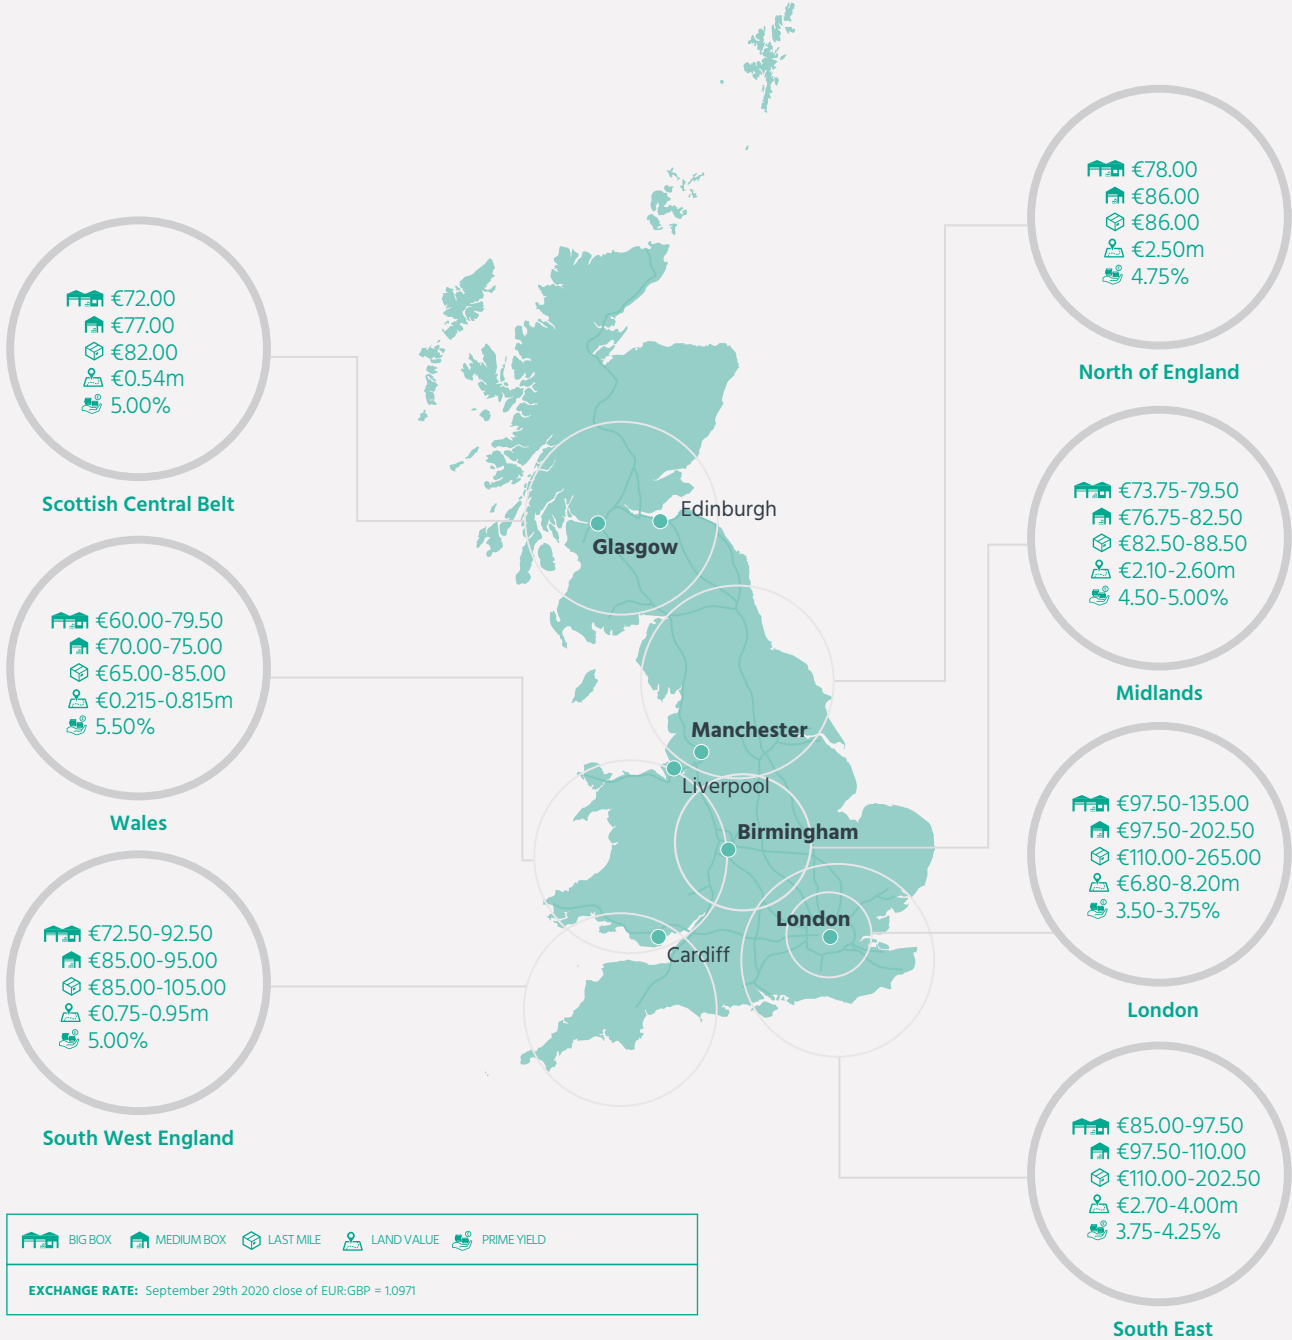 €72.00
€77.00
€82.00
€0.54m
5.00%
Scottish Central Belt
€60.00-79.50
€70.00-75.00
€65.00-85.00
€0.215-0.815m
5.50%
Wales
€72.50-92.50
€85.00-95.00
€85.00-105.00
€0.75-0.95m
5.00%
South West England
Edinburgh
Glasgow
Manchester
Liverpool
Birmingham
London
Cardiff
€78.00
€86.00
€86.00
€2.50m
4.75%
North of England
€73.75-79.50
€76.75-82.50
€82.50-88.50
€2.10-2.60m
4.50-5.00%
Midlands
€97.50-135.00
€97.50-202.50
€110.00-265.00
€6.80-8.20m
3.50-3.75%
London
€85.00-97.50
€97.50-110.00
€110.00-202.50
€2.70-4.00m
3.75-4.25%
South East
BIG BOX MEDIUM BOX LAST MILE LAND VALUE PRIME YIELD
EXCHANGE RATE: September 29th 2020 close of EUR:GBP = 1.0971